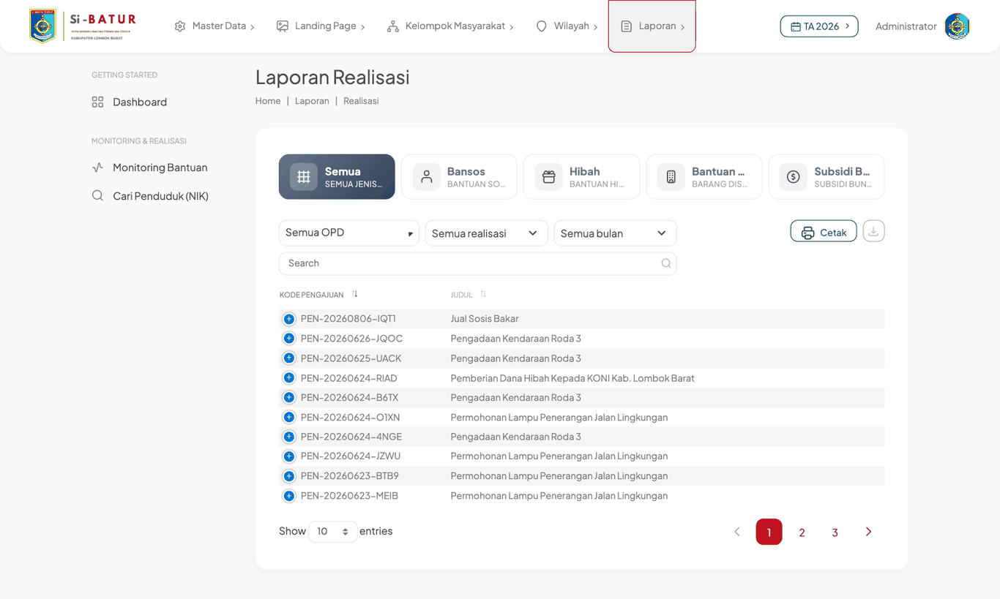 Si-BATUR
KABUPATEN LOMBOK BARAT
Master Data
Landing Page
Kelompok Masyarakat
Wilayah
Laporan
TA 2026
Administrator
GETTING STARTED
Dashboard
MONITORING & REALISASI
Monitoring Bantuan
Cari Penduduk (NIK)
Laporan Realisasi
Home | Laporan | Realisasi
Semua
SEMUA JENIS...
Bansos
BANTUAN SO...
Hibah
BANTUAN HI...
Bantuan ...
BARANG DIS...
Subsidi B...
SUBSIDI BUN...
Semua OPD
Semua realisasi
Semua bulan
Cetak
Search
KODE PENGAJUAN JUDUL
PEN-20260806-IQT1 Jual Sosis Bakar
PEN-20260626-JQOC Pengadaan Kendaraan Roda 3
PEN-20260625-UACK Pengadaan Kendaraan Roda 3
PEN-20260624-RIAD Pemberian Dana Hibah Kepada KONI Kab. Lombok Barat
PEN-20260624-B6TX Pengadaan Kendaraan Roda 3
PEN-20260624-O1XN Permohonan Lampu Penerangan Jalan Lingkungan
PEN-20260624-4NGE Pengadaan Kendaraan Roda 3
PEN-20260624-JZWU Permohonan Lampu Penerangan Jalan Lingkungan
PEN-20260623-BTB9 Permohonan Lampu Penerangan Jalan Lingkungan
PEN-20260623-MEIB Permohonan Lampu Penerangan Jalan Lingkungan
Show 10 entries
1 2 3